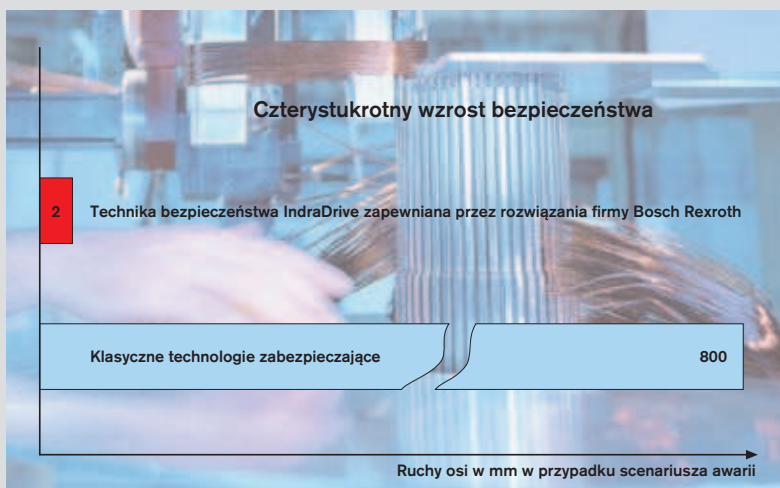 Czterystukrotny wzrost bezpieczeństwa
2 Technika bezpieczeństwa IndraDrive zapewniana przez rozwiązania firmy Bosch Rexroth
Klasyczne technologie zabezpieczające 800
Ruchy osi w mm w przypadku scenariusza awarii